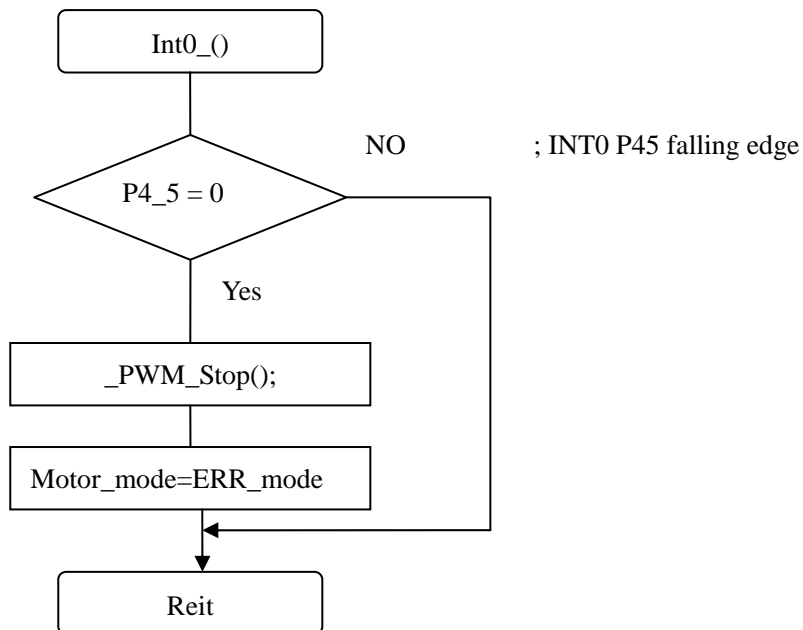 Int0_()
NO
; INT0 P45 falling edge
P4_5 = 0
Yes
_PWM_Stop();
Motor_mode=ERR_mode
Reit